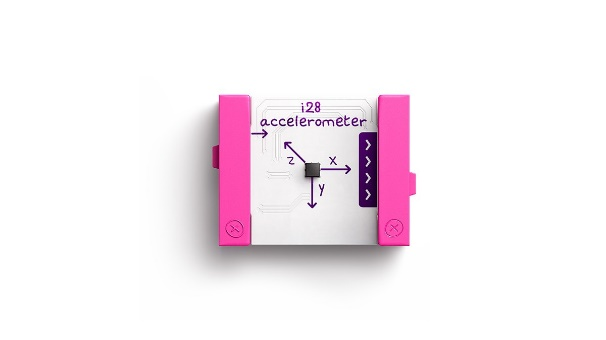 i28
accelerometer
z x
y